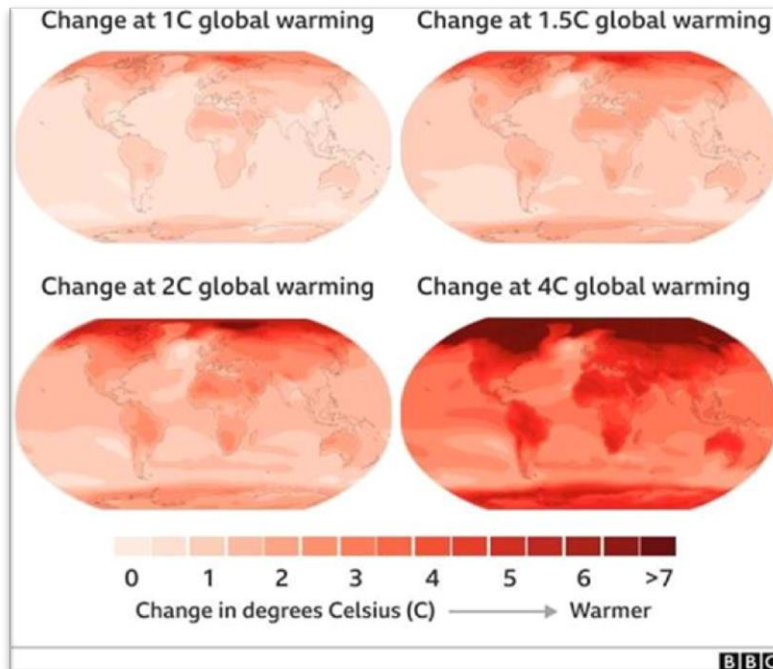 Change at 1C global warming
Change at 1.5C global warming
Change at 2C global warming
Change at 4C global warming
0 1 2 3 4 5 6 >7
Change in degrees Celsius (C) Warmer
BBC